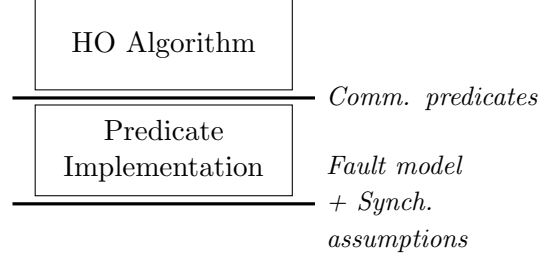 HO Algorithm
Comm. predicates
Predicate
Implementation
Fault model
+ Synch.
assumptions